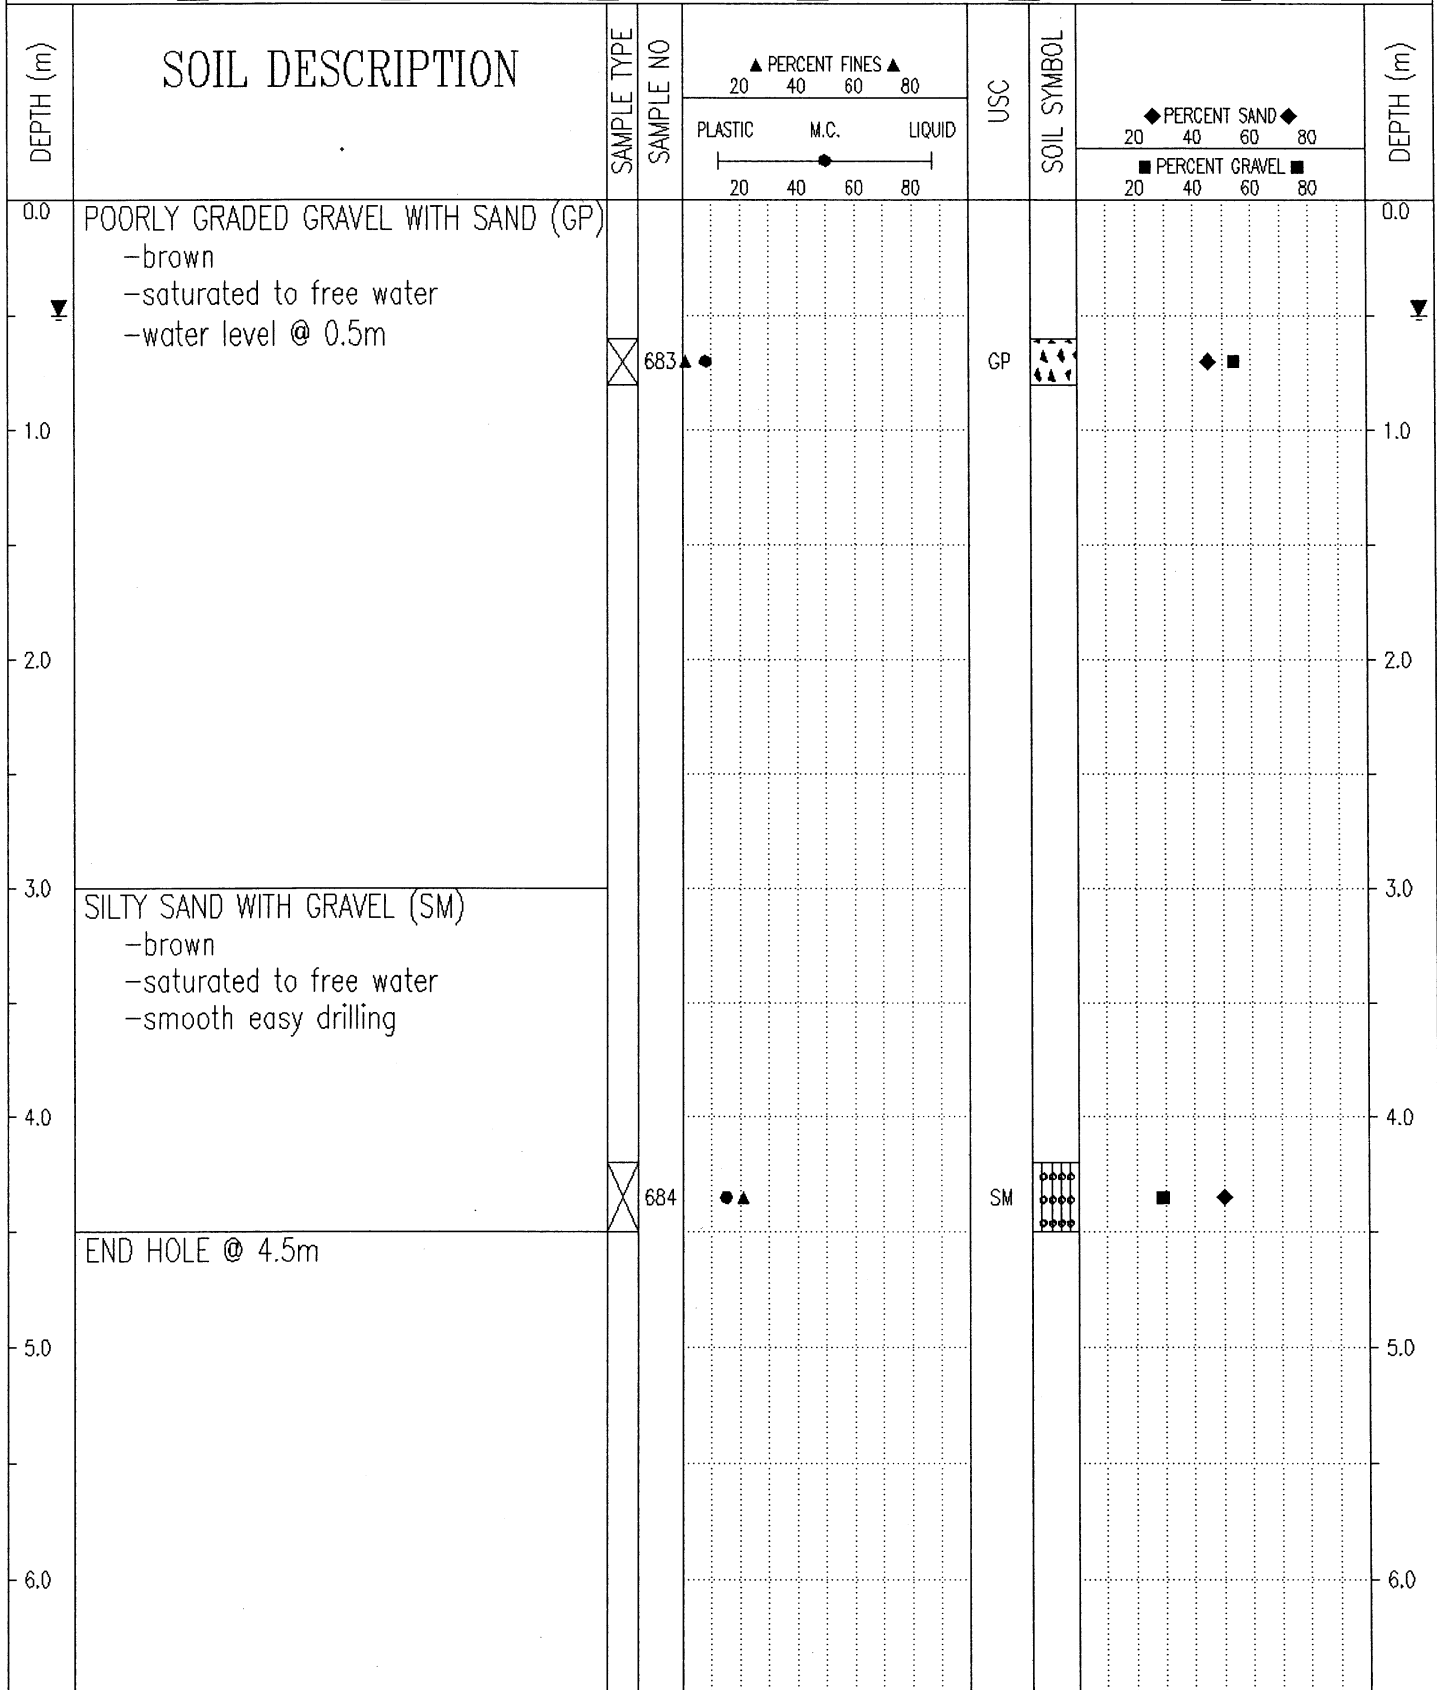 DEPTH (m)
SOIL DESCRIPTION
SAMPLE TYPE
SAMPLE NO
▲ PERCENT FINES ▲
20 40 60 80
PLASTIC M.C. LIQUID
20 40 60 80
USC
SOIL SYMBOL
◆ PERCENT SAND ◆
20 40 60 80
■ PERCENT GRAVEL ■
20 40 60 80
DEPTH (m)
0.0 POORLY GRADED GRAVEL WITH SAND (GP) 0.0
-brown
-saturated to free water
-water level @ 0.5m
683 GP
1.0 1.0
2.0 2.0
3.0 3.0
SILTY SAND WITH GRAVEL (SM)
-brown
-saturated to free water
-smooth easy drilling
4.0 4.0
684 SM
END HOLE @ 4.5m
5.0 5.0
6.0 6.0